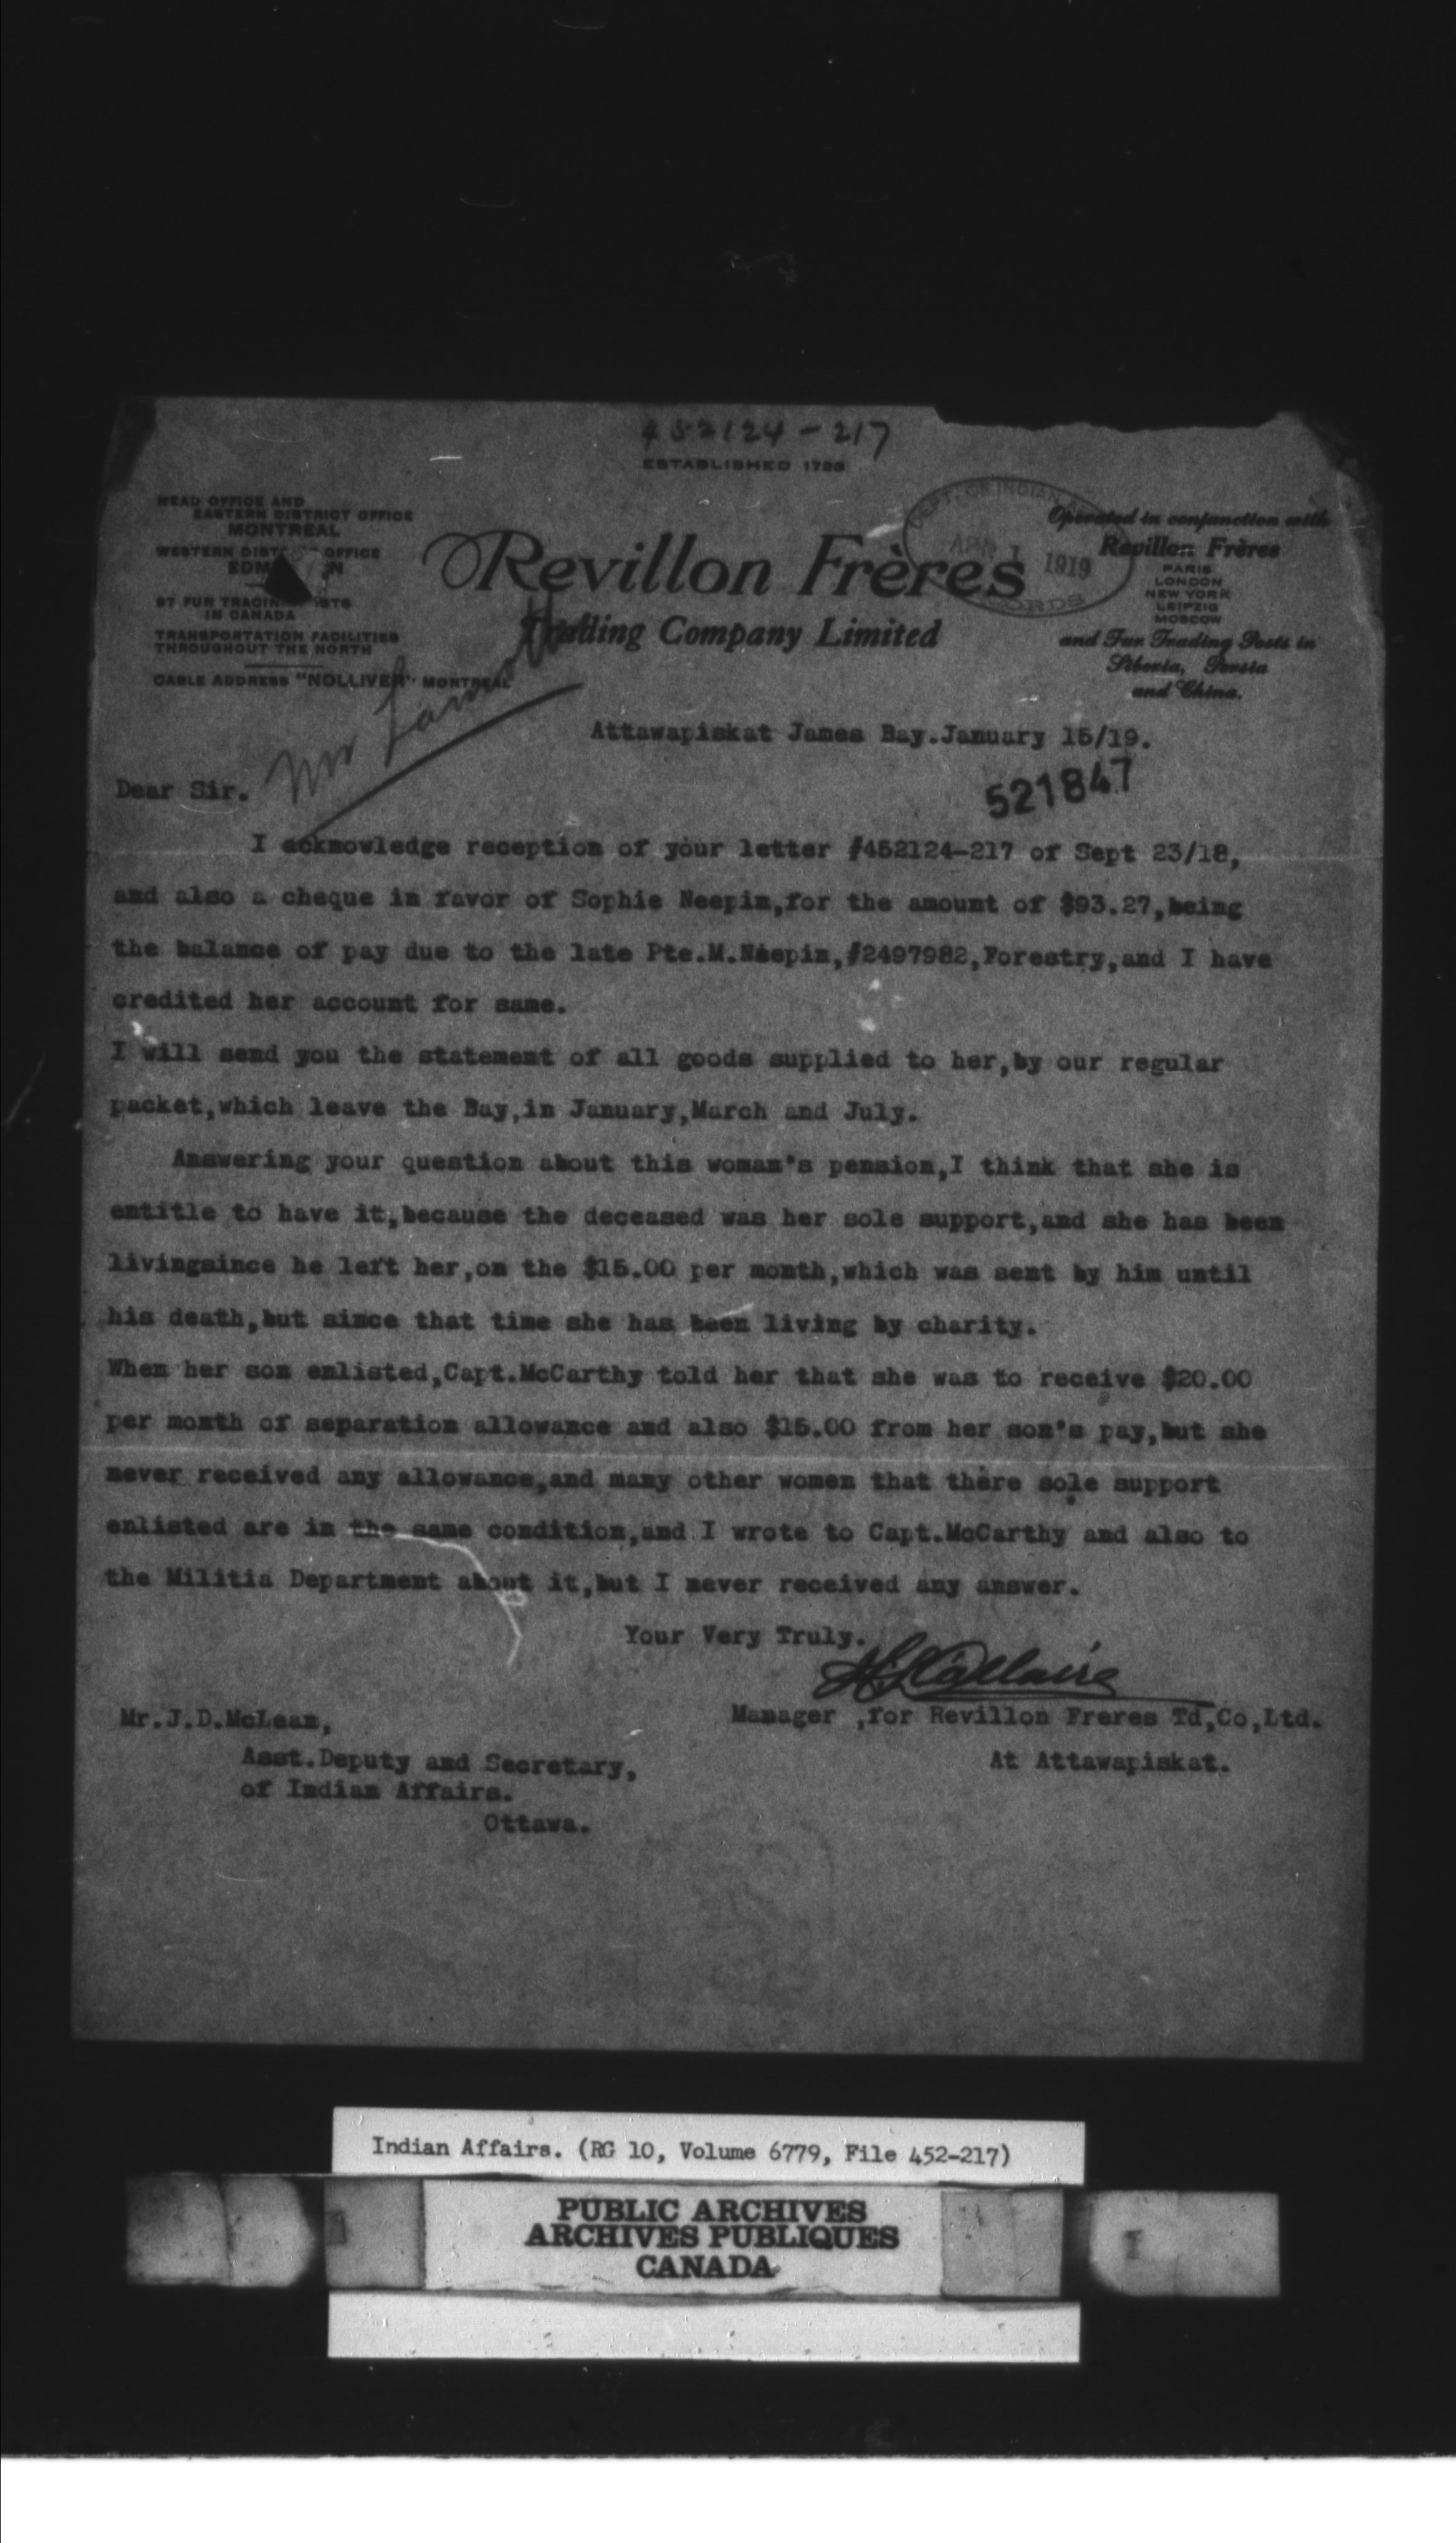 452124-217
ESTABLISHED 1723
HEAD OFFICE AND
EASTERN DISTRICT OFFICE
MONTREAL
WESTERN DIST OFFICE
EDM N
97 FUR TRADING POSTS
IN CANADA
TRANSPORTATION FACILITIES
THROUGHOUT THE NORTH
CABLE ADDRESS "NOLLIVER" MONTREAL
Revillon Frères
Trading Company Limited
DEPT. OF INDIAN
APR 1 1919
RECORDS
Operated in conjunction with
Revillon Frères
PARIS
LONDON
NEW YORK
LEIPZIG
MOSCOW
and Fur Trading Posts in
Siberia, Persia
and China.
Mr
Attawapiskat James Bay.January 15/19.
521847
Dear Sir.
I acknowledge reception of your letter #452124-217 of Sept 23/18,
and also a cheque in favor of Sophie Neepin,for the amount of $93.27,being
the balance of pay due to the late Pte.M.Neepin,#2497982,Forestry,and I have
credited her account for same.
I will send you the statement of all goods supplied to her,by our regular
packet,which leave the Bay,in January,March and July.
Answering your question about this woman's pension,I think that she is
entitle to have it,because the deceased was her sole support,and she has been
livingsince he left her,on the $15.00 per month,which was sent by him until
his death,but since that time she has been living by charity.
When her son enlisted,Capt.McCarthy told her that she was to receive $20.00
per month of separation allowance and also $15.00 from her son's pay,but she
never received any allowance,and many other women that there sole support
enlisted are in the same condition,and I wrote to Capt.McCarthy and also to
the Militia Department about it,but I never received any answer.
Your Very Truly.
Manager ,for Revillon Freres Td,Co,Ltd.
At Attawapiskat.
Mr.J.D.McLean,
Asst.Deputy and Secretary,
of Indian Affairs.
Ottawa.
Indian Affairs. (RG 10, Volume 6779, File 452-217)
PUBLIC ARCHIVES
ARCHIVES PUBLIQUES
CANADA